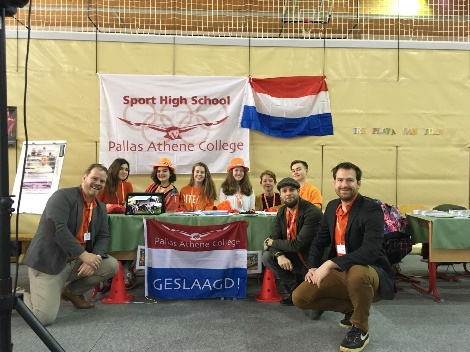 Sport High School
Pallas Athene College
Pallas Athene College
GESLAAGD!